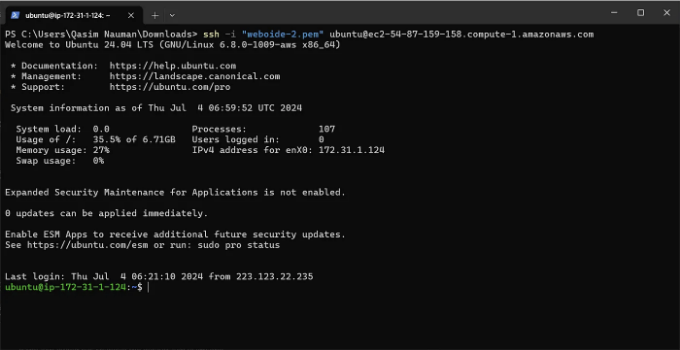 ubuntu@ip-172-31-1-124: ~
PS C:\Users\Qasim Nauman\Downloads> ssh -i "weboide-2.pem" ubuntu@ec2-54-87-159-158.compute-1.amazonaws.com
Welcome to Ubuntu 24.04 LTS (GNU/Linux 6.8.0-1009-aws x86_64)
* Documentation:  https://help.ubuntu.com
* Management:     https://landscape.canonical.com
* Support:        https://ubuntu.com/pro
System information as of Thu Jul  4 06:59:52 UTC 2024
System load:  0.0               Processes:             107
Usage of /:   35.5% of 6.71GB   Users logged in:       0
Memory usage: 27%               IPv4 address for enX0: 172.31.1.124
Swap usage:   0%
Expanded Security Maintenance for Applications is not enabled.
0 updates can be applied immediately.
Enable ESM Apps to receive additional future security updates.
See https://ubuntu.com/esm or run: sudo pro status
Last login: Thu Jul  4 06:21:10 2024 from 223.123.22.235
ubuntu@ip-172-31-1-124:~$